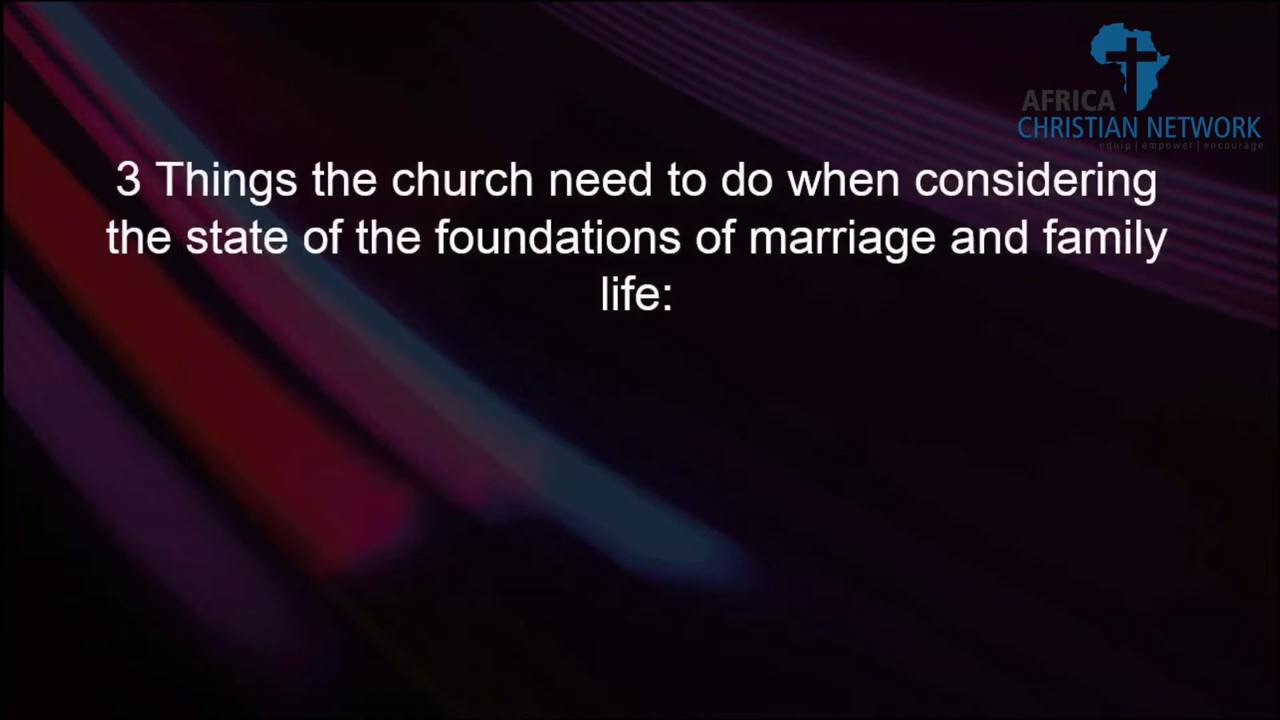 AFRICA
CHRISTIAN NETWORK
equip | empower | encourage
3 Things the church need to do when considering
the state of the foundations of marriage and family
life: